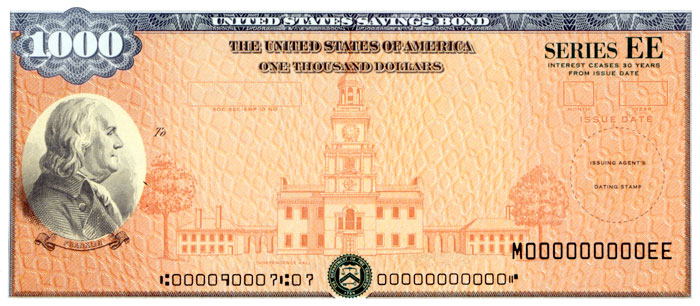 UNITED STATES SAVINGS BOND
1000
THE UNITED STATES OF AMERICA
ONE THOUSAND DOLLARS
SERIES EE
INTEREST CEASES 30 YEARS
FROM ISSUE DATE
SOC. SEC. EMP ID NO
MONTH
YEAR
ISSUE DATE
To
ISSUING AGENT'S
DATING STAMP
FRANKLIN
INDEPENDENCE HALL
M000000000EE
⑆00009000⑆07 00000000000⑈